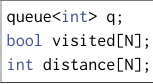 queue<int> q;
bool visited[N];
int distance[N];